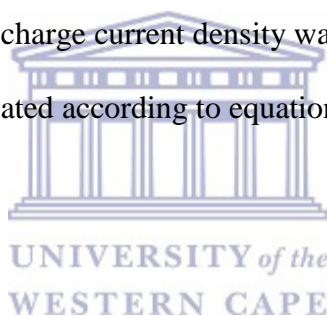 charge current density wa
ated according to equation
UNIVERSITY of the
WESTERN CAPE